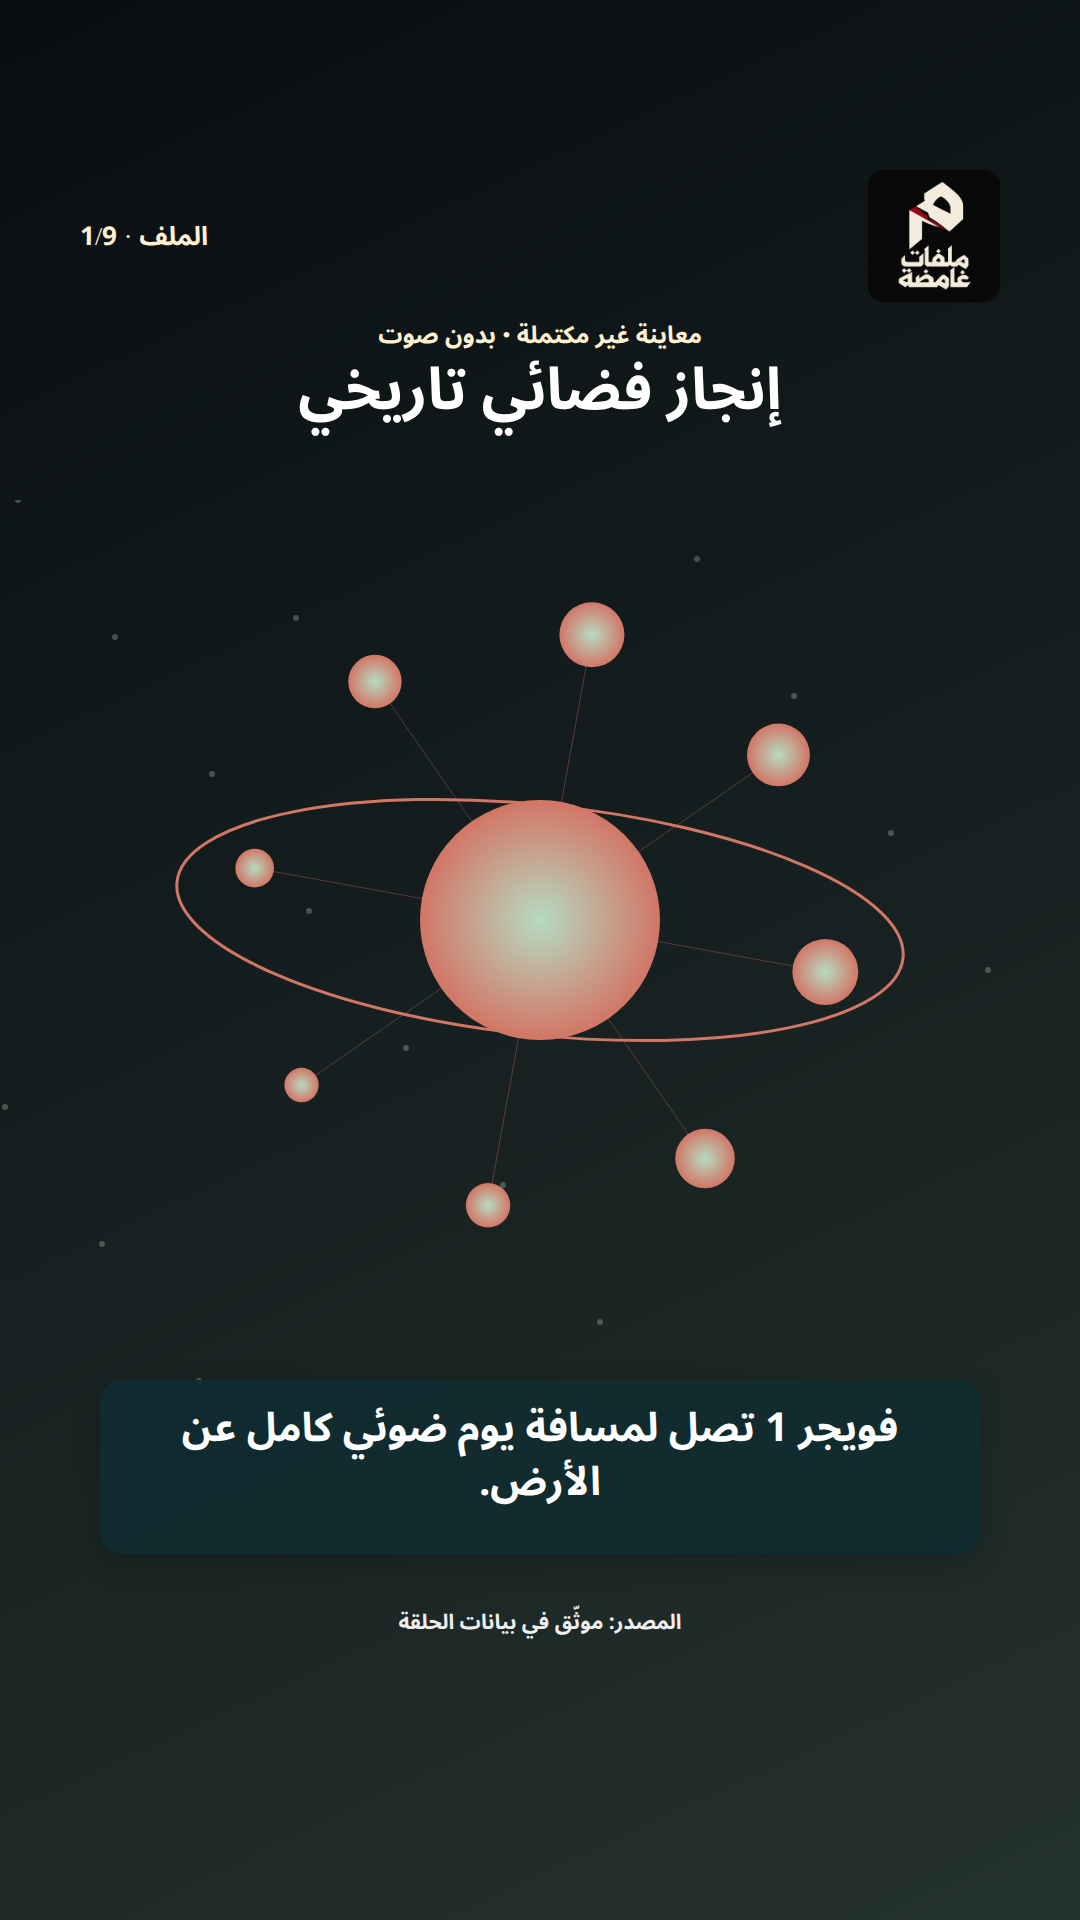 ملفات
غامضة
الملف · 1/9
معاينة غير مكتملة • بدون صوت
إنجاز فضائي تاريخي
فويجر 1 تصل لمسافة يوم ضوئي كامل عن
الأرض.
المصدر: موثّق في بيانات الحلقة